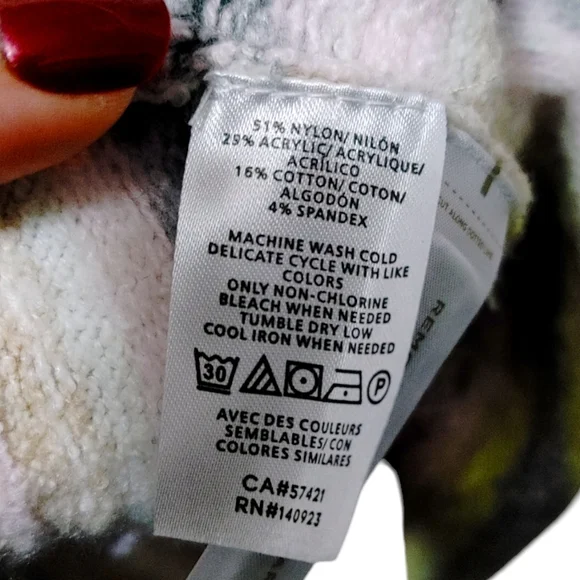 51% NYLON/ NILÓN
29% ACRYLIC/ ACRYLIQUE/
ACRÍLICO
16% COTTON/ COTON/
ALGODÓN
4% SPANDEX
MACHINE WASH COLD
DELICATE CYCLE WITH LIKE
COLORS
ONLY NON-CHLORINE
BLEACH WHEN NEEDED
TUMBLE DRY LOW
COOL IRON WHEN NEEDED
30 P
AVEC DES COULEURS
SEMBLABLES/ CON
COLORES SIMILARES
CA#57421
RN#140923